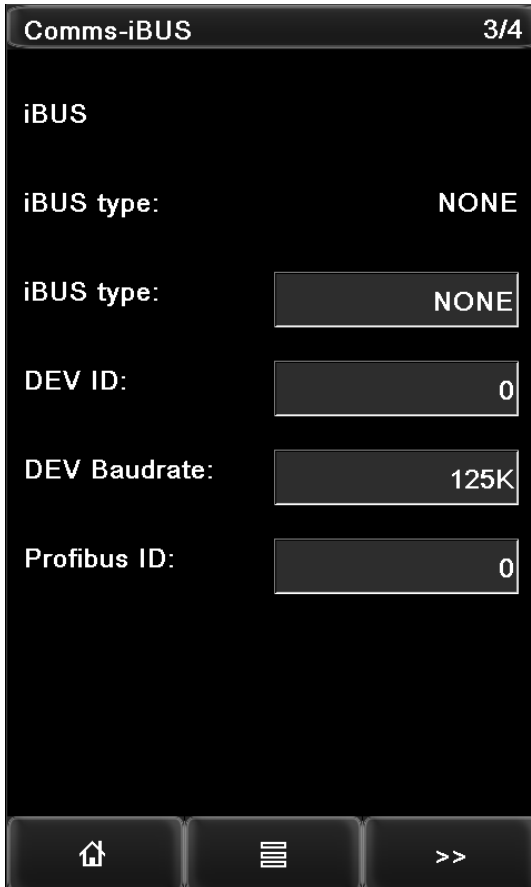 Comms-iBUS 3/4
iBUS
iBUS type: NONE
iBUS type: NONE
DEV ID: 0
DEV Baudrate: 125K
Profibus ID: 0
>>